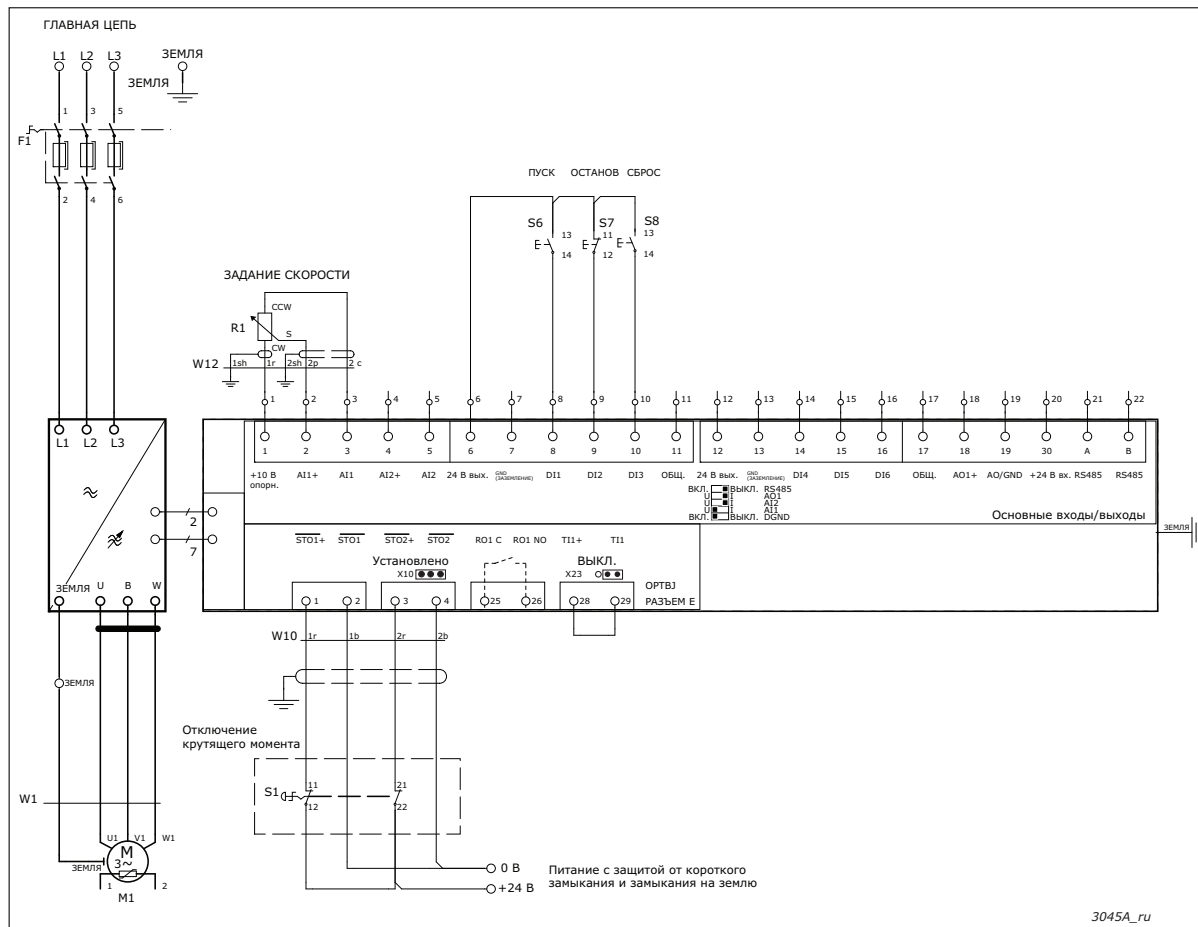 ГЛАВНАЯ ЦЕПЬ
L1 L2 L3 ЗЕМЛЯ
ЗЕМЛЯ
1 3 5
F1
2 4 6
ПУСК ОСТАНОВ СБРОС
S6 S7 S8
13 11 13
14 12 14
ЗАДАНИЕ СКОРОСТИ
CCW
R1
S
CW
W12 1sh 1r 2sh 2p 2 c
1 2 3 4 5 6 7 8 9 10 11 12 13 14 15 16 17 18 19 20 21 22
L1 L2 L3
1 2 3 4 5 6 7 8 9 10 11 12 13 14 15 16 17 18 19 30 A B
+10 В опорн. AI1+ AI1 AI2+ AI2 24 В вых. GND (ЗАЗЕМЛЕНИЕ) DI1 DI2 DI3 ОБЩ. 24 В вых. GND (ЗАЗЕМЛЕНИЕ) DI4 DI5 DI6 ОБЩ. AO1+ AO/GND +24 В вх. RS485 RS485
ВКЛ. ВЫКЛ. RS485
U I AO1
U I AI2
U I AI1
ВКЛ. ВЫКЛ. DGND
Основные входы/выходы
ЗЕМЛЯ
2
7
STO1+ STO1 STO2+ STO2 RO1 C RO1 NO TI1+ TI1
Установлено ВЫКЛ.
X10 X23
ОРТВJ
РАЗЪЕМ E
ЗЕМЛЯ U В W
1 2 3 4 25 26 28 29
W10 1r 1b 2r 2b
ЗЕМЛЯ
Отключение
крутящего момента
S1
11 21
12 22
W1
U1 V1 W1
M
3~
ЗЕМЛЯ
1 2
M1
0 В
+24 В
Питание с защитой от короткого
замыкания и замыкания на землю
3045A_ru